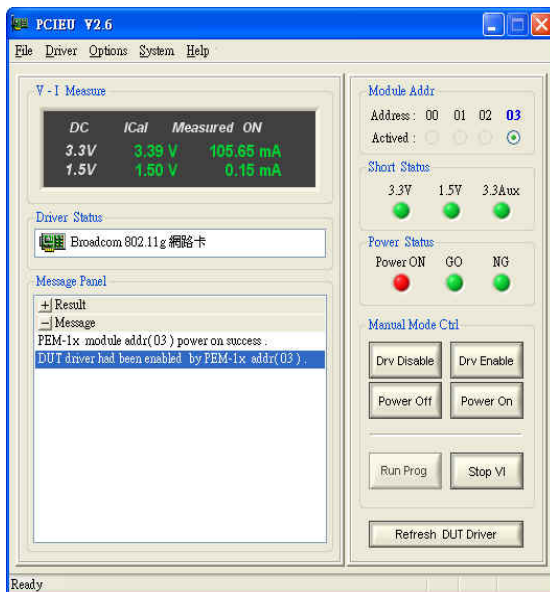 PCIEU V2.6
File Driver Options System Help
V - I Measure
DC ICal Measured ON
3.3V 3.39 V 105.65 mA
1.5V 1.50 V 0.15 mA
Driver Status
Broadcom 802.11g 網路卡
Message Panel
+ Result
- Message
PEM-1x module addr(03) power on success .
DUT driver had been enabled by PEM-1x addr(03) .
Module Addr
Address : 00 01 02 03
Actived :
Short Status
3.3V 1.5V 3.3Aux
Power Status
Power ON GO NG
Manual Mode Ctrl
Drv Disable Drv Enable
Power Off Power On
Run Prog Stop VI
Refresh DUT Driver
Ready